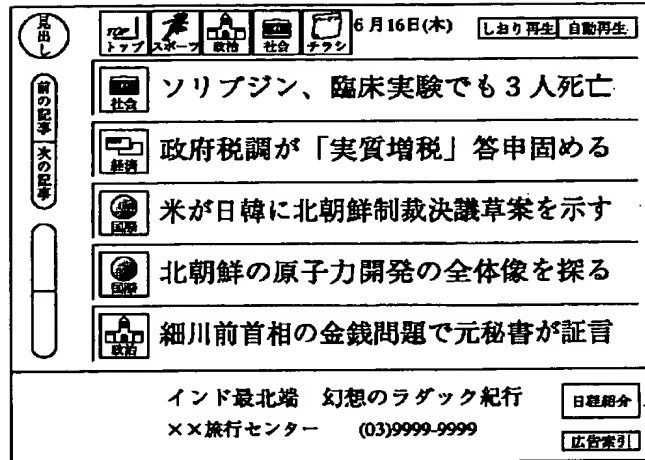 見出し
トップ スポーツ 政治 社会 チラシ 6月16日(木) しおり再生 自動再生
前の記事
次の記事
社会 ソリブジン、臨床実験でも3人死亡
経済 政府税調が「実質増税」答申固める
国際 米が日韓に北朝鮮制裁決議草案を示す
国際 北朝鮮の原子力開発の全体像を探る
政治 細川前首相の金銭問題で元秘書が証言
インド最北端 幻想のラダック紀行 日経紹介
××旅行センター (03)9999-9999 広告索引